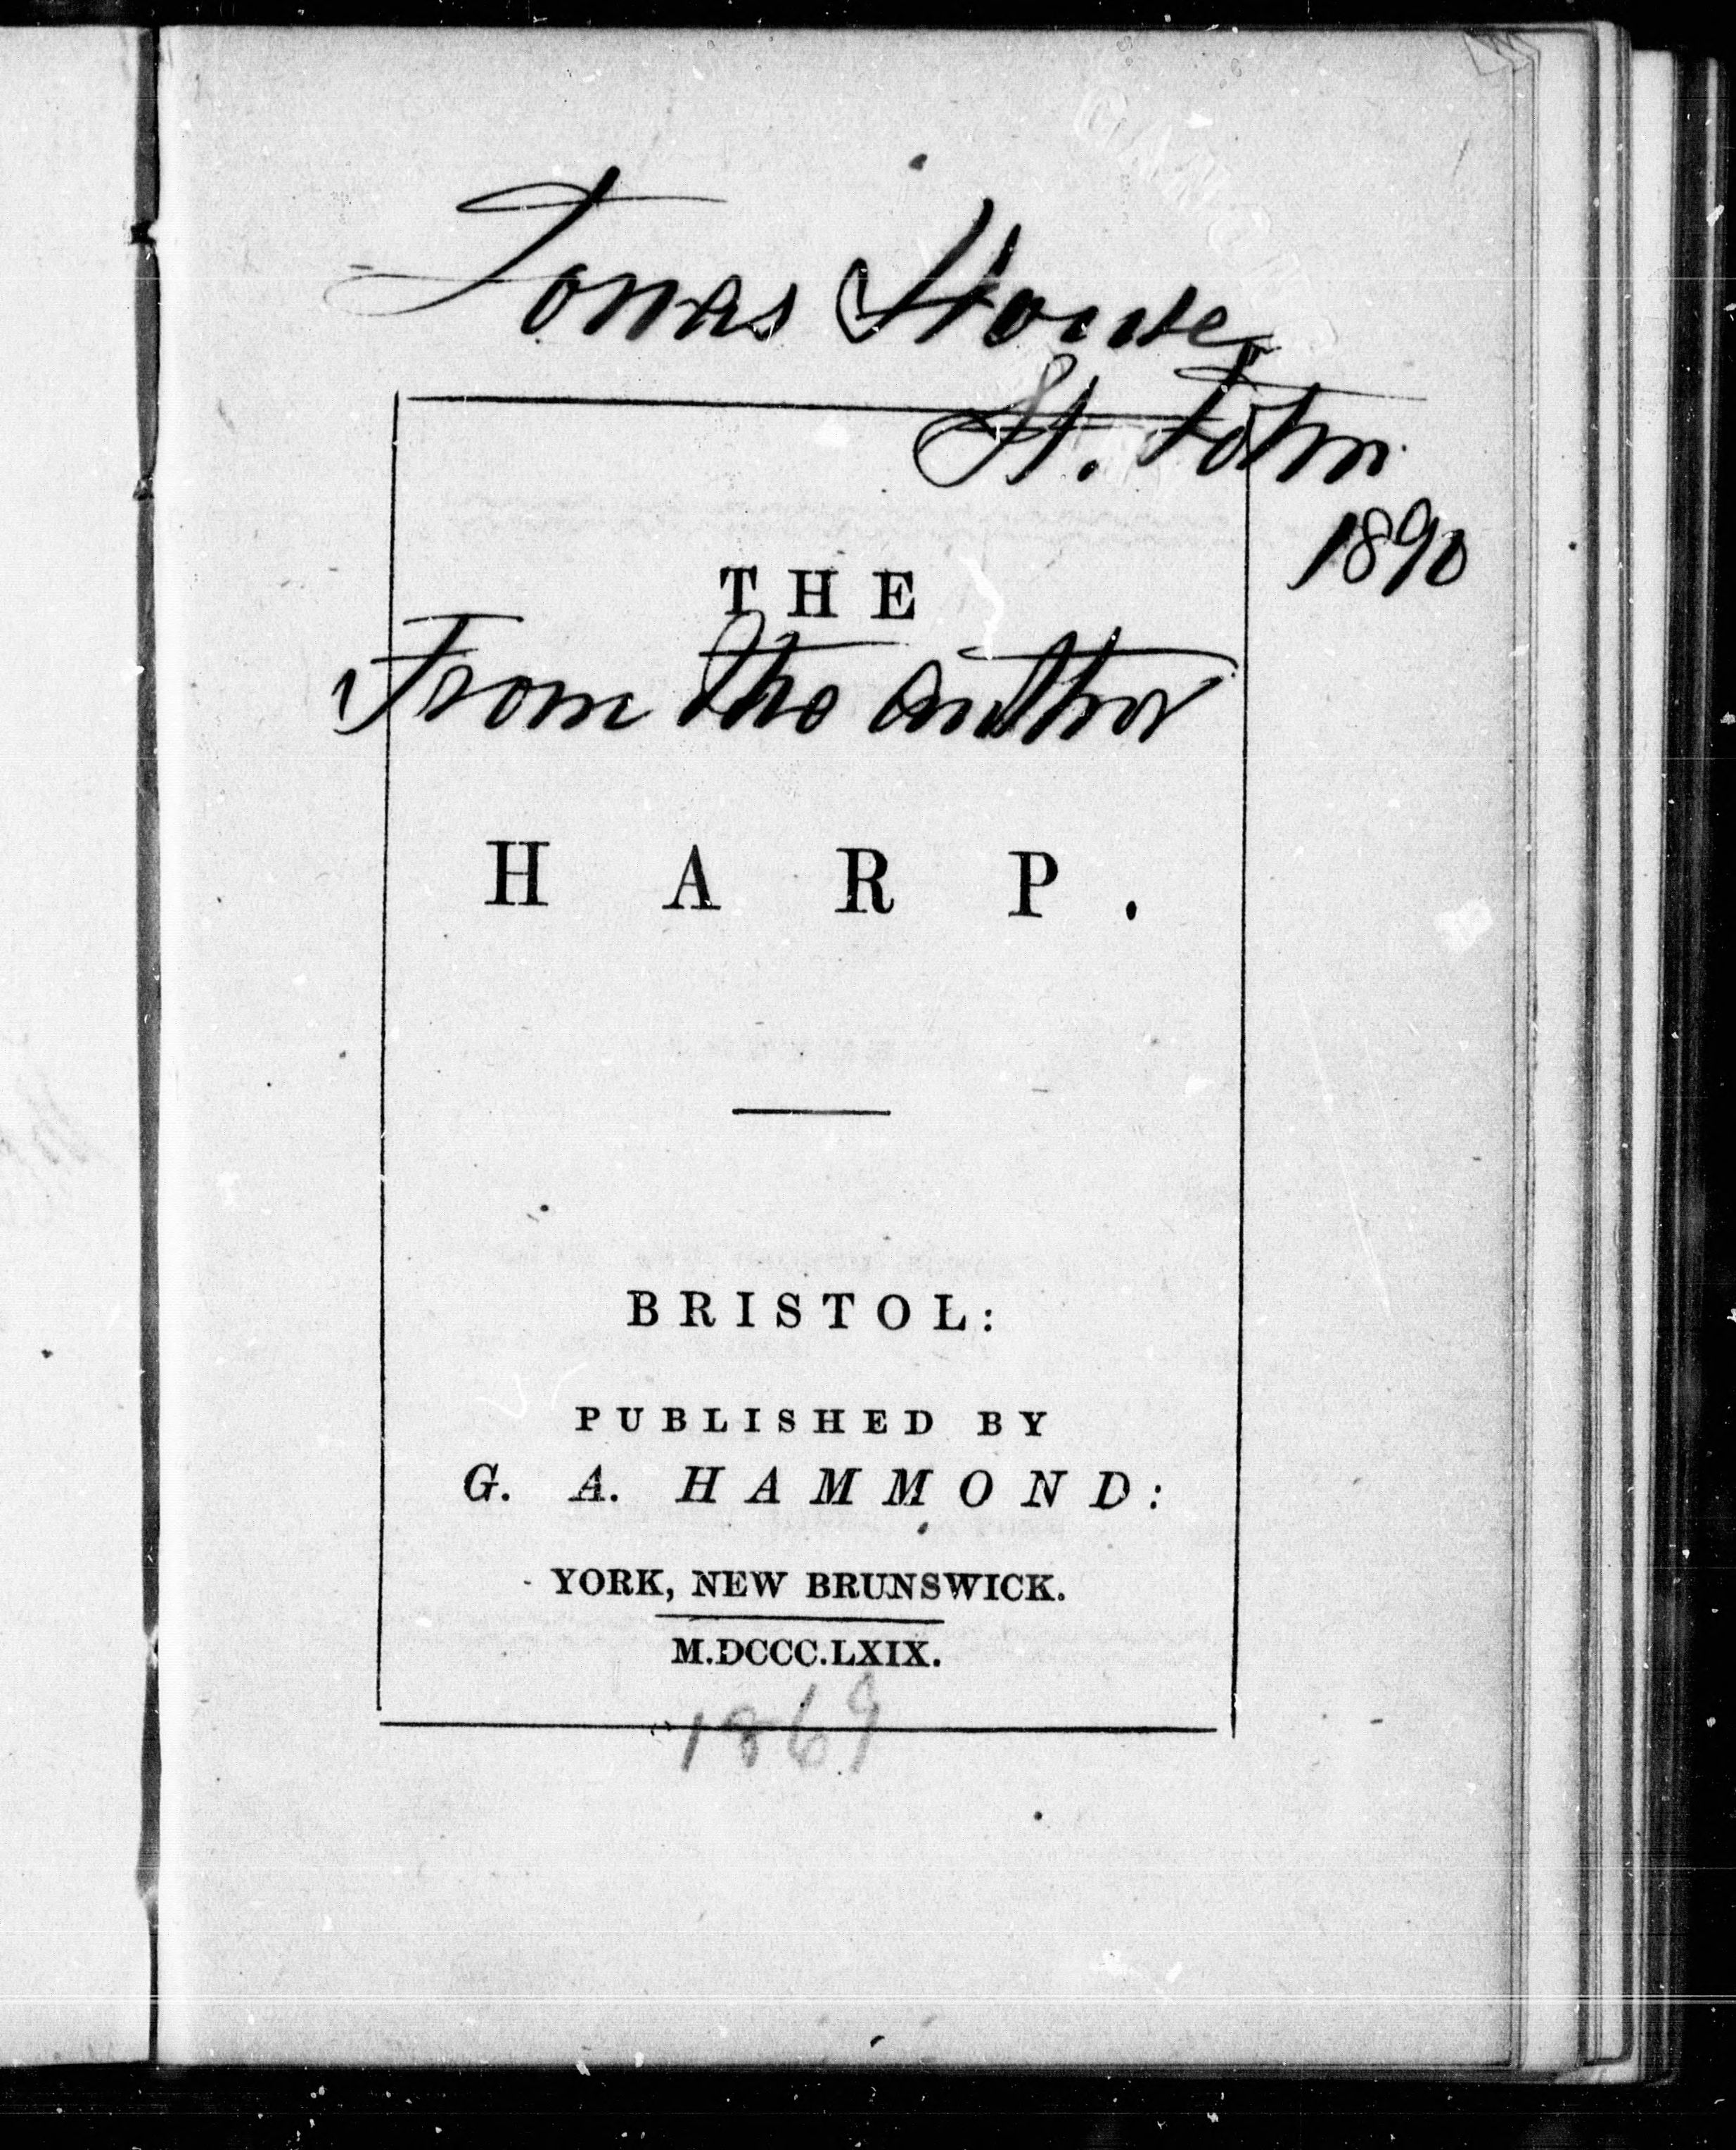 Jonas Howe
St. John
1890
THE
From the author
HARP.
BRISTOL:
PUBLISHED BY
G. A. HAMMOND:
YORK, NEW BRUNSWICK.
M.DCCC.LXIX.
1869